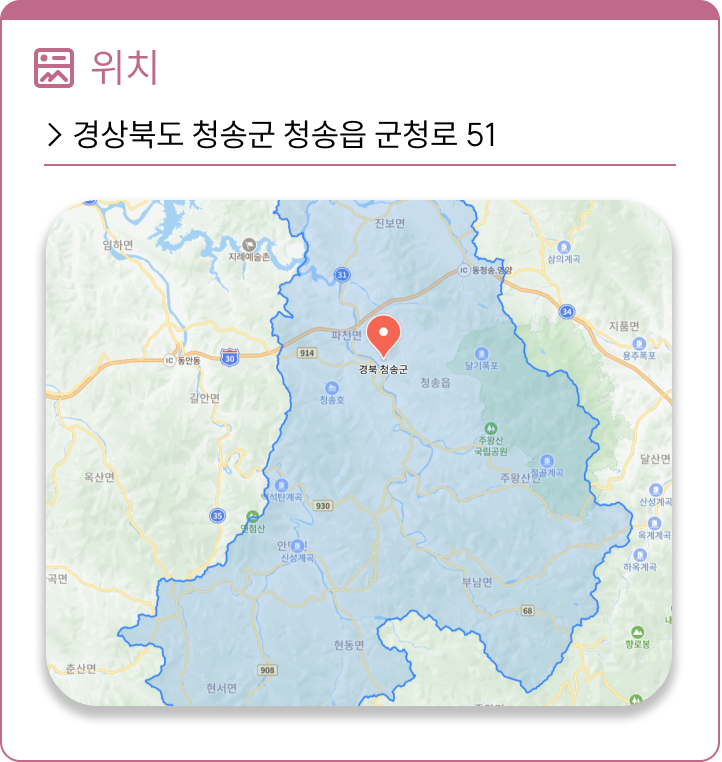 위치
> 경상북도 청송군 청송읍 군청로 51
진보면
임하면
지례예술촌
삼의계곡
31
IC 동청송,영양
34
지품면
파천면
용추폭포
914
IC 동안동
30
달기폭포
경북 청송군
청송읍
청송호
길안면
주왕산
국립공원
달산면
절골계곡
옥산면
주왕산면
백석탄계곡
산성계곡
930
35
연점산
옥계계곡
신성계곡
하옥계곡
곡면
부남면
68
향로봉
현동면
춘산면
908
현서면